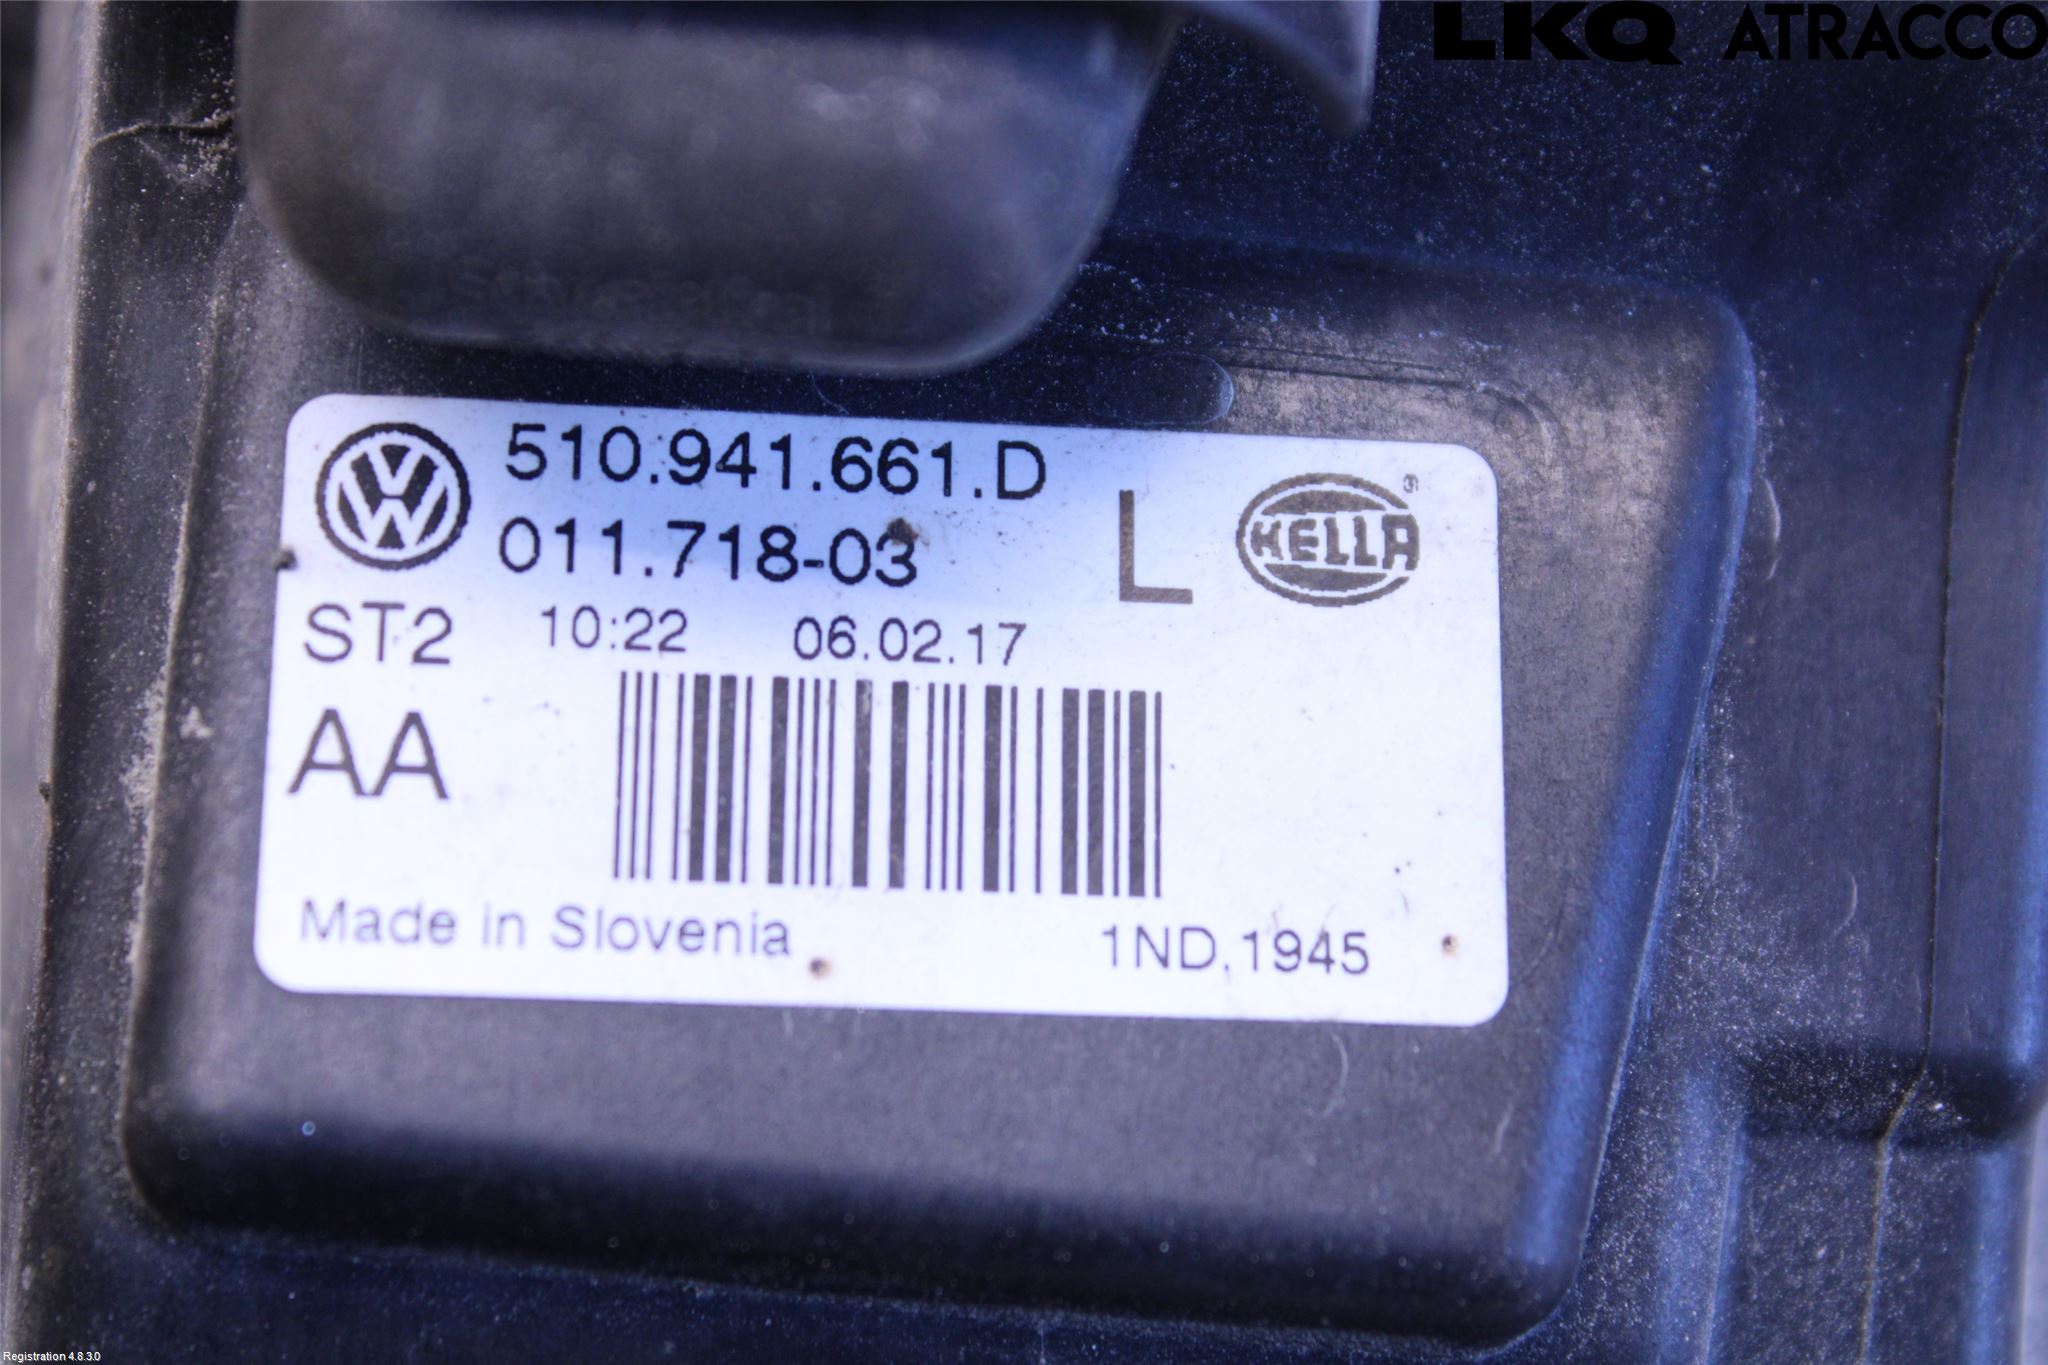 LKQ ATRACCO
510.941.661.D
011.718-03
L
HELLA
ST2 10:22 06.02.17
AA
Made in Slovenia 1ND.1945
Registration 4.8.3.0